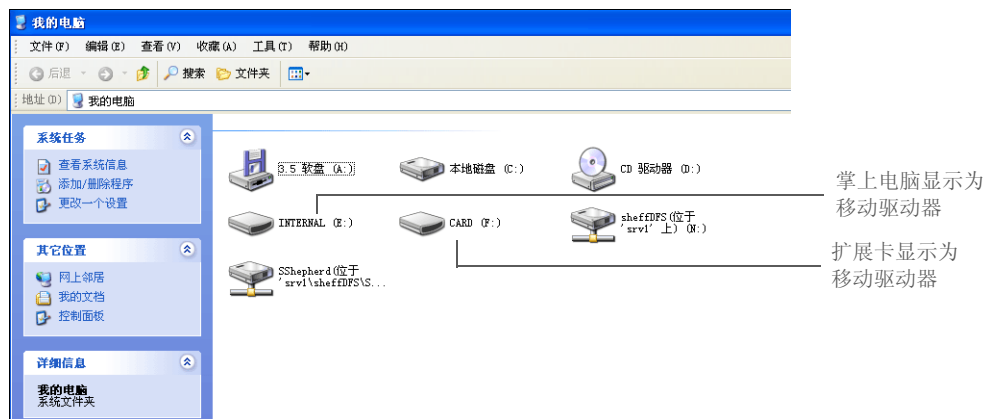 我的电脑
文件(F) 编辑(E) 查看(V) 收藏(A) 工具(T) 帮助(H)
后退 搜索 文件夹
地址(D) 我的电脑
系统任务
查看系统信息
添加/删除程序
更改一个设置
其它位置
网上邻居
我的文档
控制面板
详细信息
我的电脑
系统文件夹
3.5 软盘 (A:)
本地磁盘 (C:)
CD 驱动器 (D:)
INTERNAL (E:)
CARD (F:)
sheffDFS(位于
'srv1' 上) (N:)
SShepherd(位于
'srv1\sheffDFS\S...
掌上电脑显示为
移动驱动器
扩展卡显示为
移动驱动器